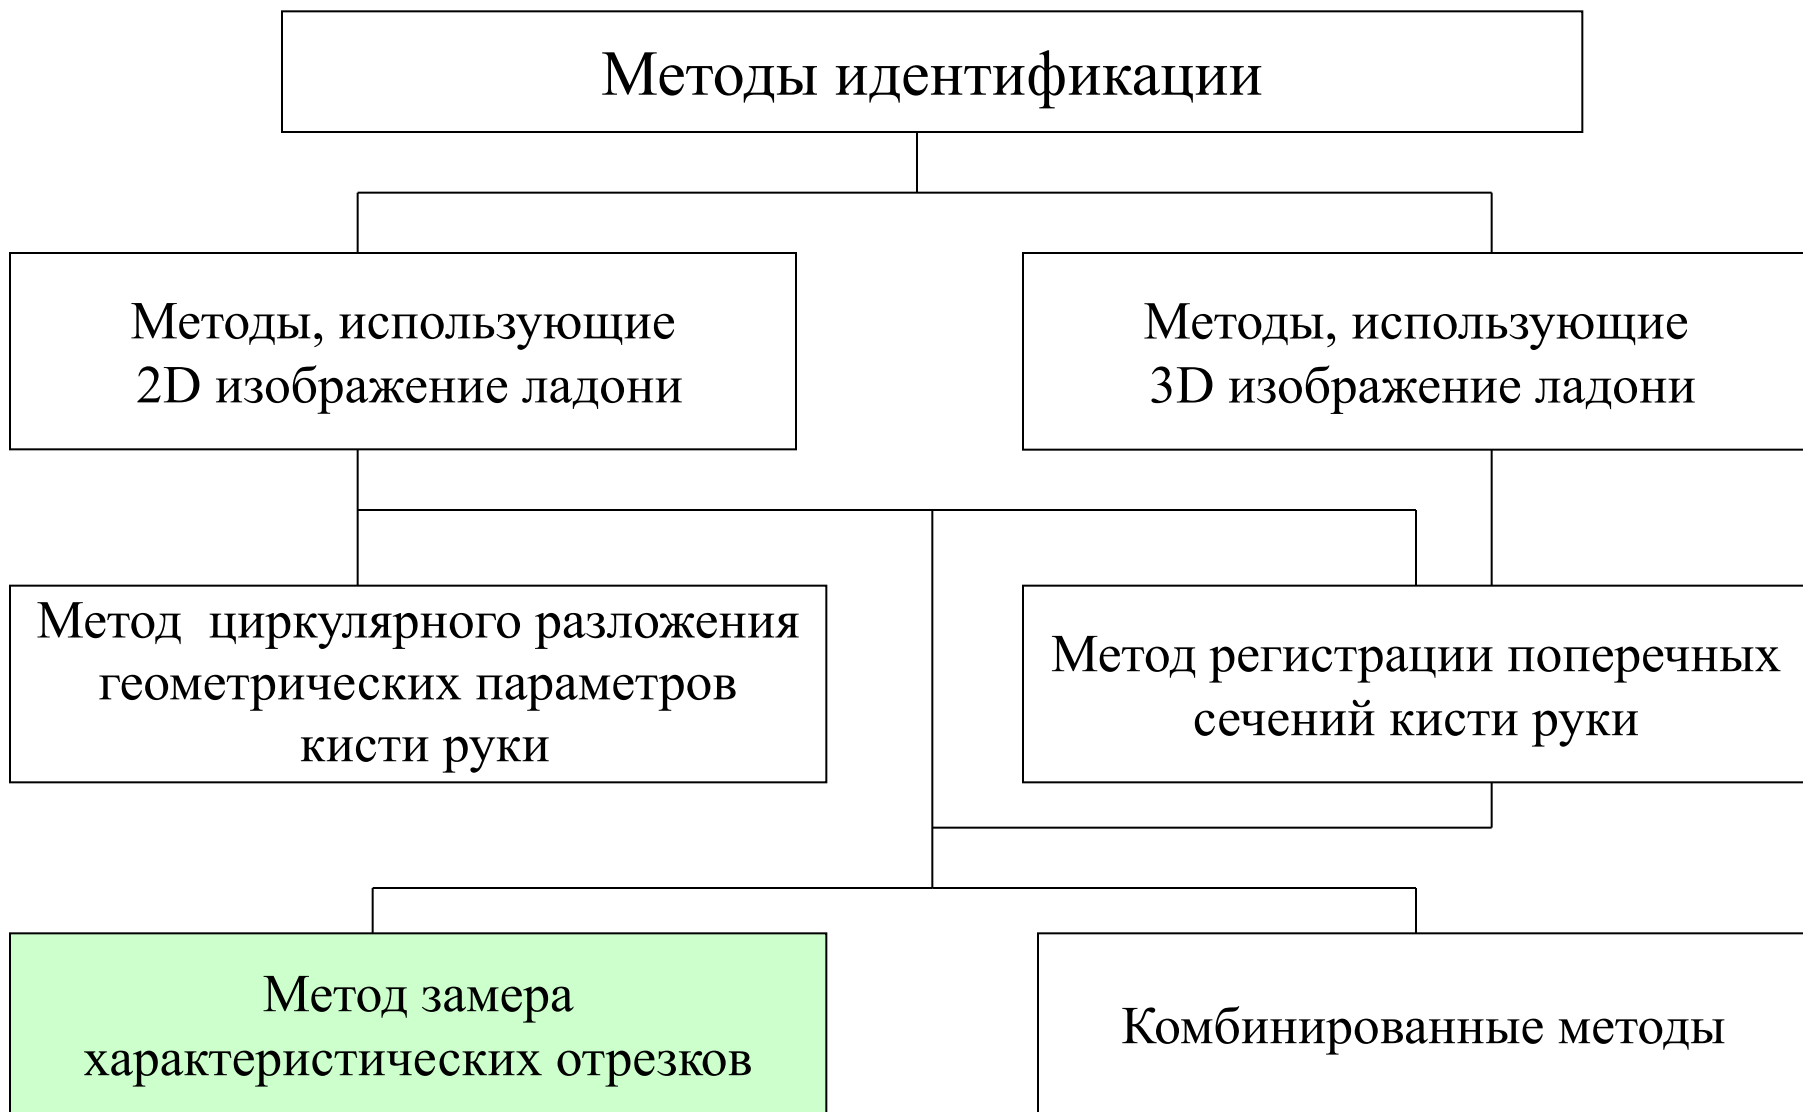 Методы идентификации
Методы, использующие
2D изображение ладони
Методы, использующие
3D изображение ладони
Метод циркулярного разложения
геометрических параметров
кисти руки
Метод регистрации поперечных
сечений кисти руки
Метод замера
характеристических отрезков
Комбинированные методы